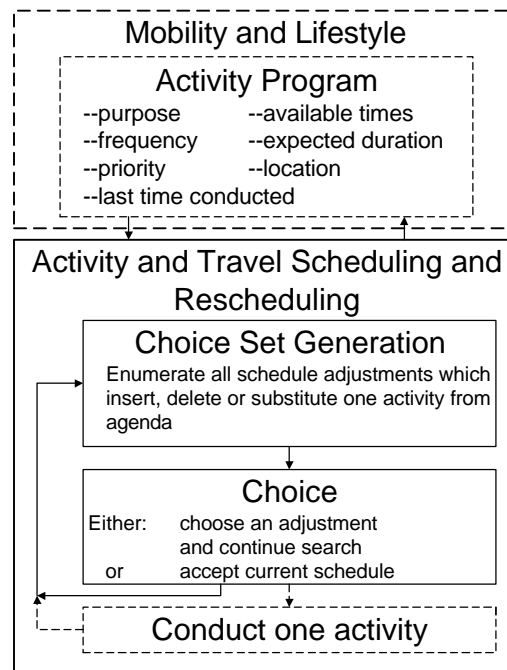 Mobility and Lifestyle
Activity Program
--purpose --available times
--frequency --expected duration
--priority --location
--last time conducted
Activity and Travel Scheduling and
Rescheduling
Choice Set Generation
Enumerate all schedule adjustments which
insert, delete or substitute one activity from
agenda
Choice
Either: choose an adjustment
and continue search
or accept current schedule
Conduct one activity